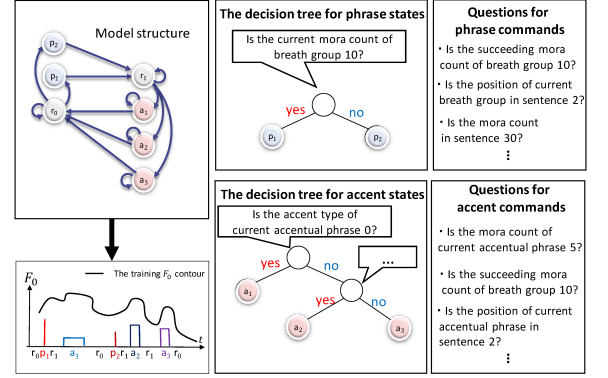 Model structure
p2
p1
r1
r0
a1
a2
a3
F0
The training F0 contour
t
r0p1r1 a1 r0 p2r1 a2 r1 a3 r0
The decision tree for phrase states
Is the current mora count of
breath group 10?
yes
no
p1
p2
The decision tree for accent states
Is the accent type of
current accentual phrase 0?
...
yes
no
a1
yes
no
a2
a3
Questions for
phrase commands
・Is the succeeding mora
count of breath group 10?
・Is the position of current
breath group in sentence 2?
・Is the mora count
in sentence 30?
⋮
Questions for
accent commands
・Is the mora count of
current accentual phrase 5?
・Is the succeeding mora
count of breath group 10?
・Is the position of current
accentual phrase in
sentence 2?
⋮